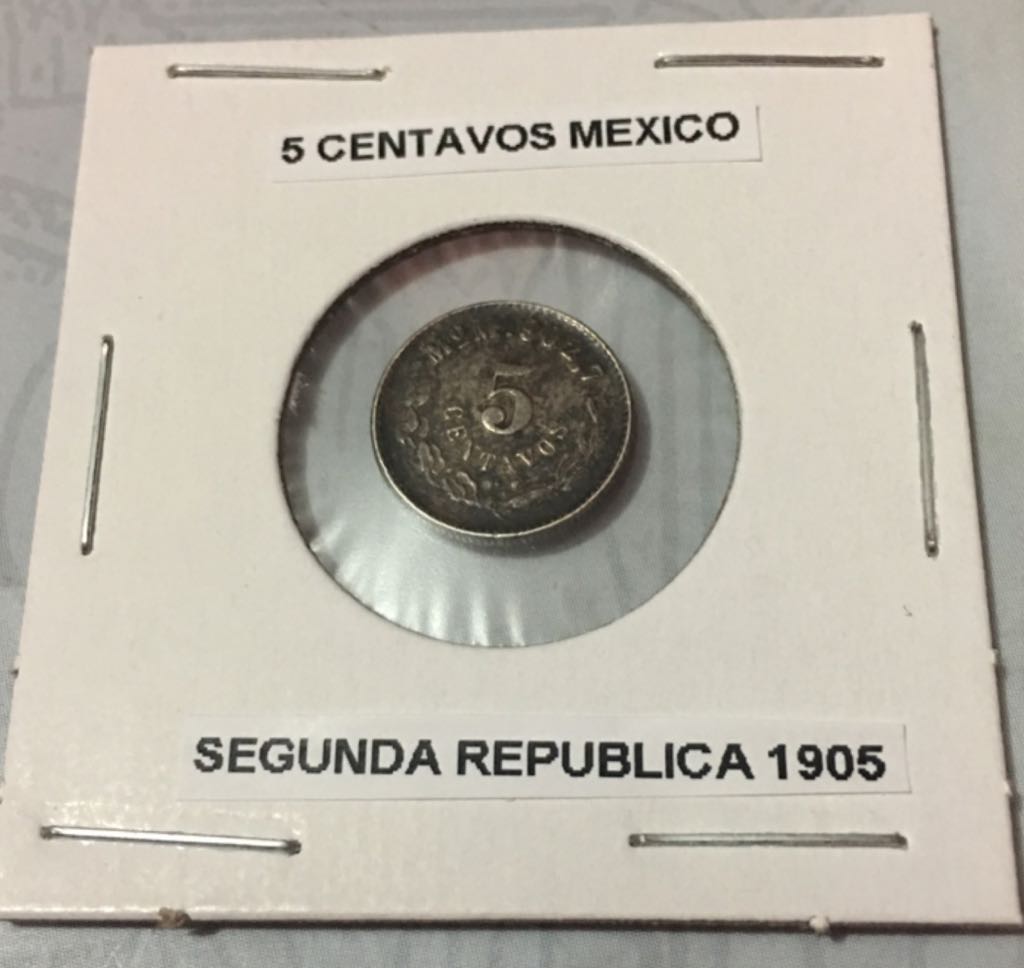 5 CENTAVOS MEXICO
5
CENTAVOS
SEGUNDA REPUBLICA 1905